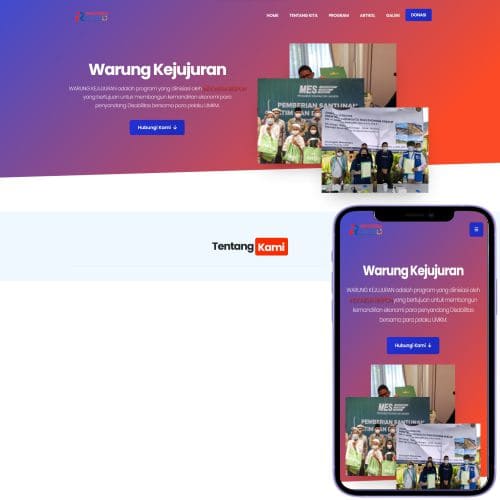 HOME TENTANG KITA PROGRAM ARTIKEL GALERI DONASI
Warung Kejujuran
WARUNG KEJUJURAN adalah program yang diinisiasi oleh
yang bertujuan untuk membangun kemandirian ekonomi para
penyandang Disabilitas bersama para pelaku UMKM.
Hubungi Kami ↓
MES
PEMBERIAN SANTUNAN
Tentang Kami
Warung Kejujuran
WARUNG KEJUJURAN adalah program yang diinisiasi oleh
yang bertujuan untuk membangun
kemandirian ekonomi para penyandang Disabilitas
bersama para pelaku UMKM.
Hubungi Kami ↓
MES
PEMBERIAN SANTUNAN